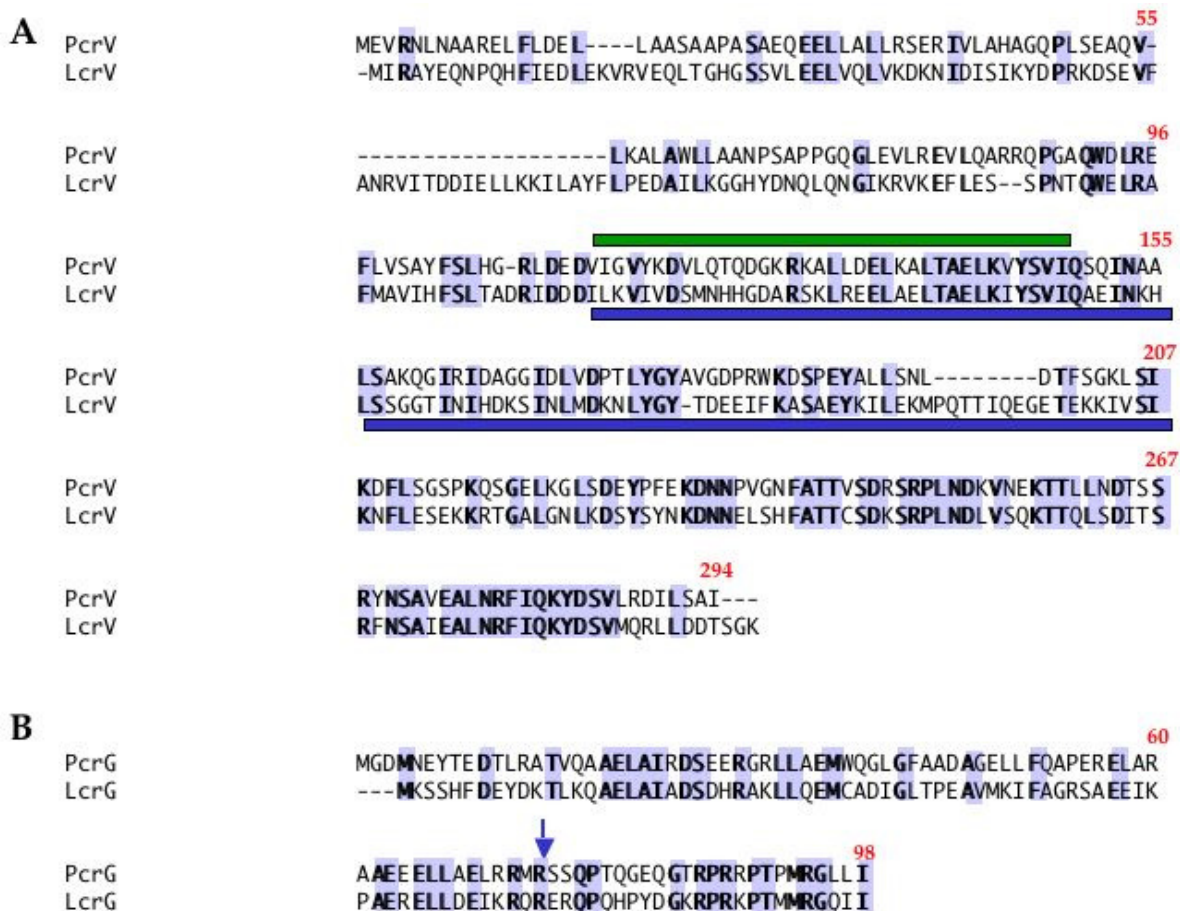 A
55
PcrV MEVRNLNAARELFLDEL----LAASAAPASAEQEELLALLRSERIVLAHAGQPLSEAQV-
LcrV -MIRAYEQNPQHFIEDLEKVRVEQLTGHGSSVLEELVQLVKDKNIDISIKYDPRKDSEVF
96
PcrV -------------------LKALAWLLAANPSAPPGQGLEVLREVLQARRQPGAQWDLRE
LcrV ANRVITDDIELLKKILAYFLPEDAILKGGHYDNQLQNGIKRVKEFLES--SPNTQWELRA
155
PcrV FLVSAYFSLHG-RLDEDVIGVYKDVLQTQDGKRKALLDELKALTAELKVYSVIQSQINAA
LcrV FMAVIHFSLTADRIDDDILKVIVDSMNHHGDARSKLREELAELTAELKIYSVIQAEINKH
207
PcrV LSAKQGIRIDAGGIDLVDPTLYGYAVGDPRWKDSPEYALLSNL--------DTFSGKLSI
LcrV LSSGGTINIHDKSINLMDKNLYGY-TDEEIFKASAEYKILEKMPQTTIQEGETEKKIVSI
267
PcrV KDFLSGSPKQSGELKGLSDEYPFEKDNNPVGNFATTVSDRSRPLNDKVNEKTTLLNDTSS
LcrV KNFLESEKKRTGALGNLKDSYSYNKDNNELSHFATTCSDKSRPLNDLVSQKTTQLSDITS
294
PcrV RYNSAVEALNRFIQKYDSVLRDILSAI---
LcrV RFNSAIEALNRFIQKYDSVMQRLLDDTSGK
B
60
PcrG MGDMNEYTEDTLRATVQAAELAIRDSEERGRLLAEMWQGLGFAADAGELLFQAPERELAR
LcrG ---MKSSHFDEYDKTLKQAELAIADSDHRAKLLQEMCADIGLTPEAVMKIFAGRSAEEIK
98
PcrG AAEEELLAELRRMRSSQPTQGEQGTRPRRPTPMRGLLI
LcrG PAERELLDEIKRQRERQPQHPYDGKRPRKPTMMRGQII